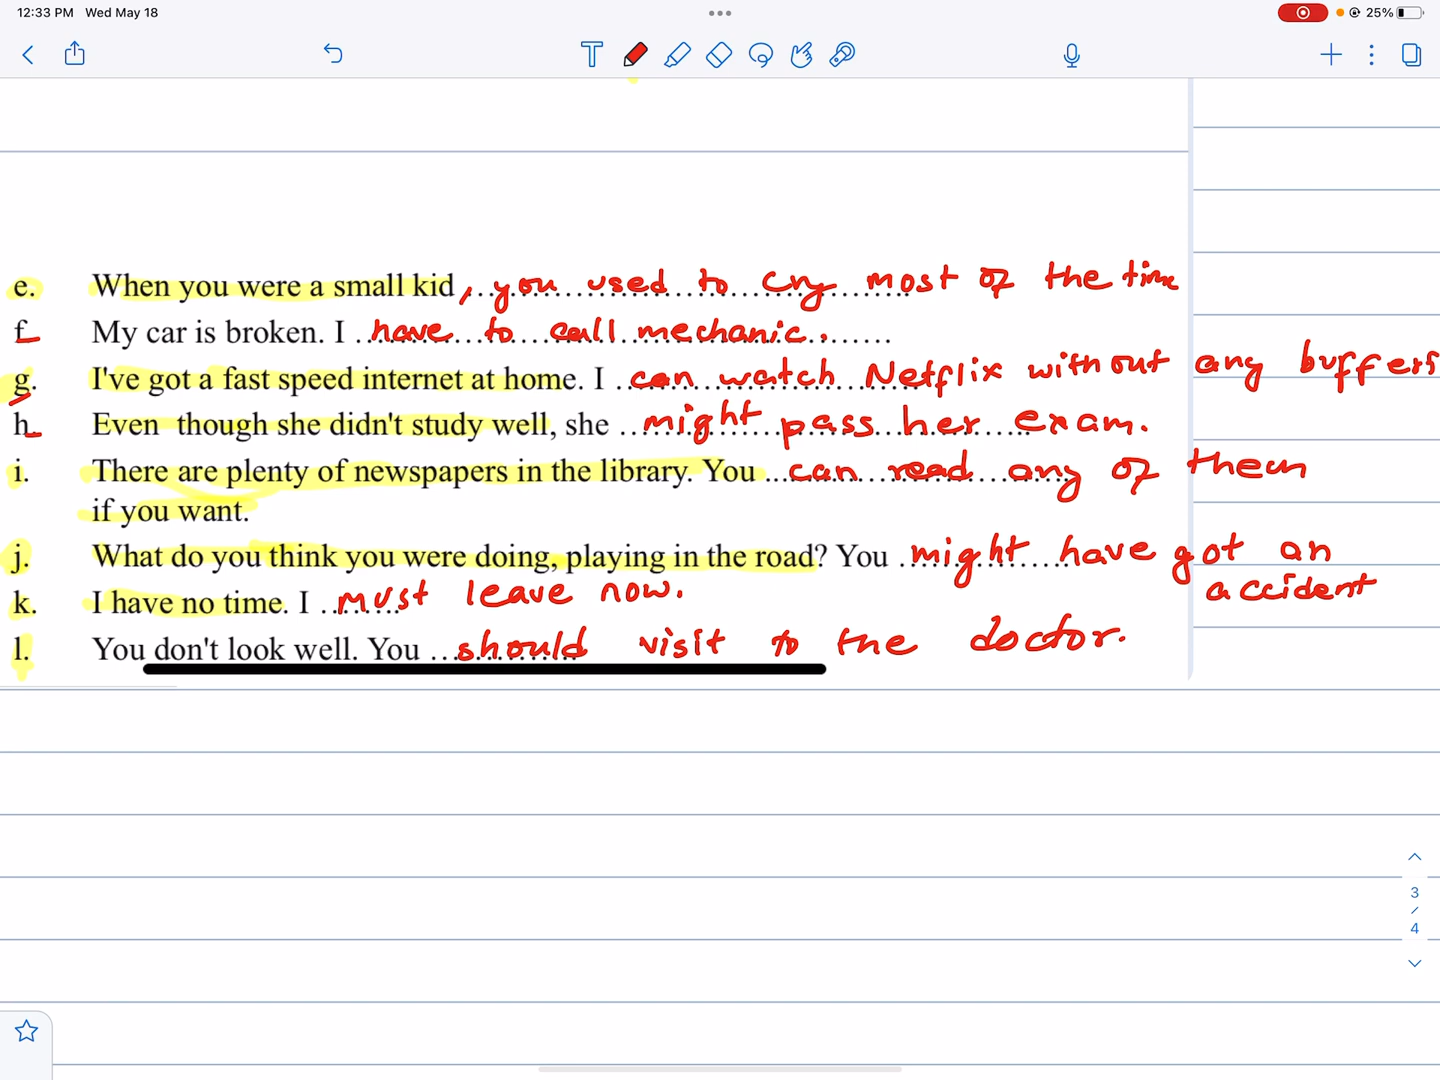 12:33 PM Wed May 18
25%
e. When you were a small kid, you used to cry most of the time
f. My car is broken. I have to call mechanic.
g. I've got a fast speed internet at home. I can watch Netflix without any buffers
h. Even though she didn't study well, she might pass her exam.
i. There are plenty of newspapers in the library. You can read any of them
if you want.
j. What do you think you were doing, playing in the road? You might have got an
accident
k. I have no time. I must leave now.
l. You don't look well. You should visit to the doctor.
3
/
4